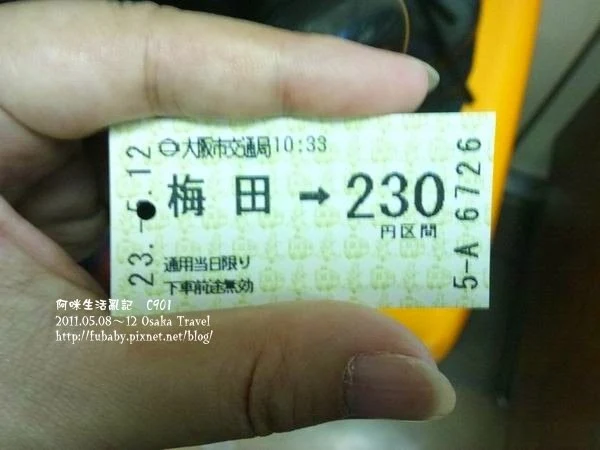 23.-5.12
大阪市交通局10:33
梅田→230
円区間
通用当日限り
下車前途無効
5-A 6726
阿咪生活亂記 C901
2011.05.08～12 Osaka Travel
http://fubaby.pixnet.net/blog/